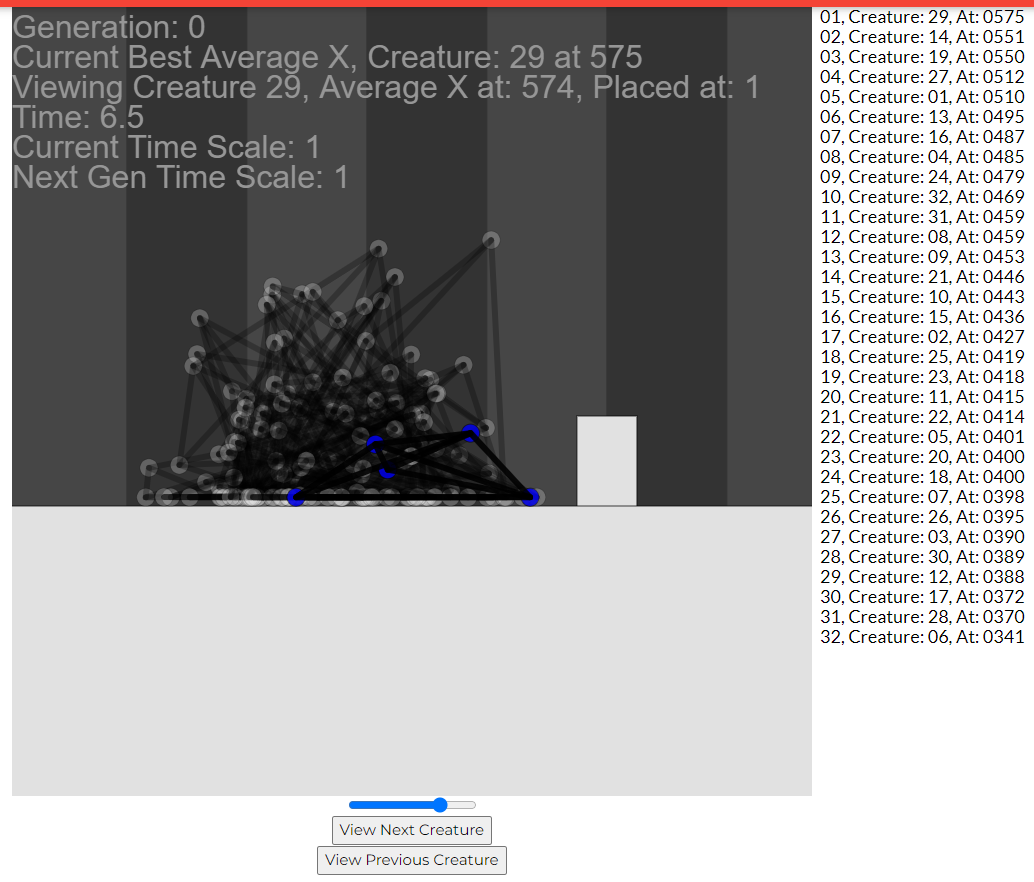 Generation: 0
Current Best Average X, Creature: 29 at 575
Viewing Creature 29, Average X at: 574, Placed at: 1
Time: 6.5
Current Time Scale: 1
Next Gen Time Scale: 1
01, Creature: 29, At: 0575
02, Creature: 14, At: 0551
03, Creature: 19, At: 0550
04, Creature: 27, At: 0512
05, Creature: 01, At: 0510
06, Creature: 13, At: 0495
07, Creature: 16, At: 0487
08, Creature: 04, At: 0485
09, Creature: 24, At: 0479
10, Creature: 32, At: 0469
11, Creature: 31, At: 0459
12, Creature: 08, At: 0459
13, Creature: 09, At: 0453
14, Creature: 21, At: 0446
15, Creature: 10, At: 0443
16, Creature: 15, At: 0436
17, Creature: 02, At: 0427
18, Creature: 25, At: 0419
19, Creature: 23, At: 0418
20, Creature: 11, At: 0415
21, Creature: 22, At: 0414
22, Creature: 05, At: 0401
23, Creature: 20, At: 0400
24, Creature: 18, At: 0400
25, Creature: 07, At: 0398
26, Creature: 26, At: 0395
27, Creature: 03, At: 0390
28, Creature: 30, At: 0389
29, Creature: 12, At: 0388
30, Creature: 17, At: 0372
31, Creature: 28, At: 0370
32, Creature: 06, At: 0341
View Next Creature
View Previous Creature